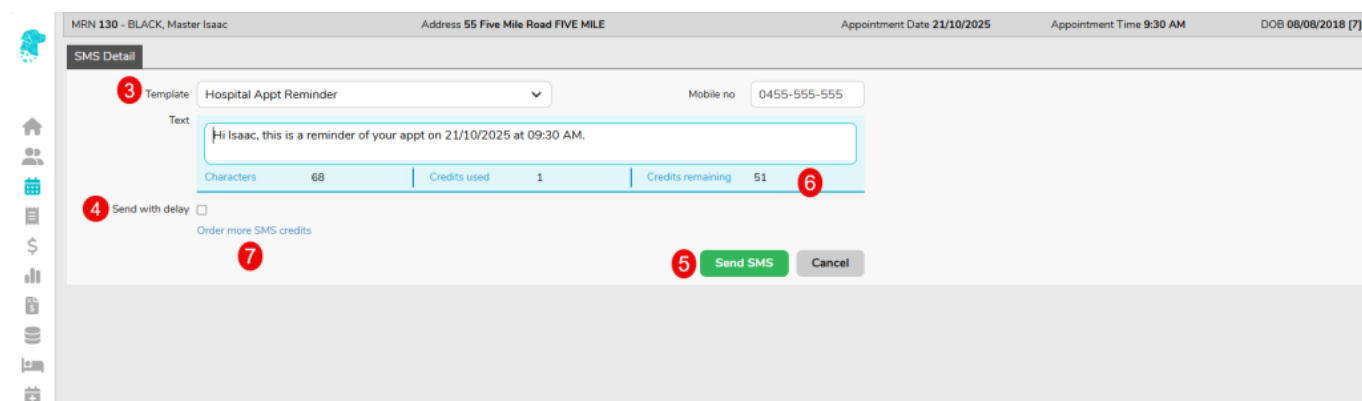 MRN 130 - BLACK, Master Isaac Address 55 Five Mile Road FIVE MILE Appointment Date 21/10/2025 Appointment Time 9:30 AM DOB 08/08/2018 [7]
SMS Detail
3 Template Hospital Appt Reminder Mobile no 0455-555-555
Text
Hi Isaac, this is a reminder of your appt on 21/10/2025 at 09:30 AM.
Characters 68 Credits used 1 Credits remaining 51 6
4 Send with delay
Order more SMS credits
7
5 Send SMS Cancel